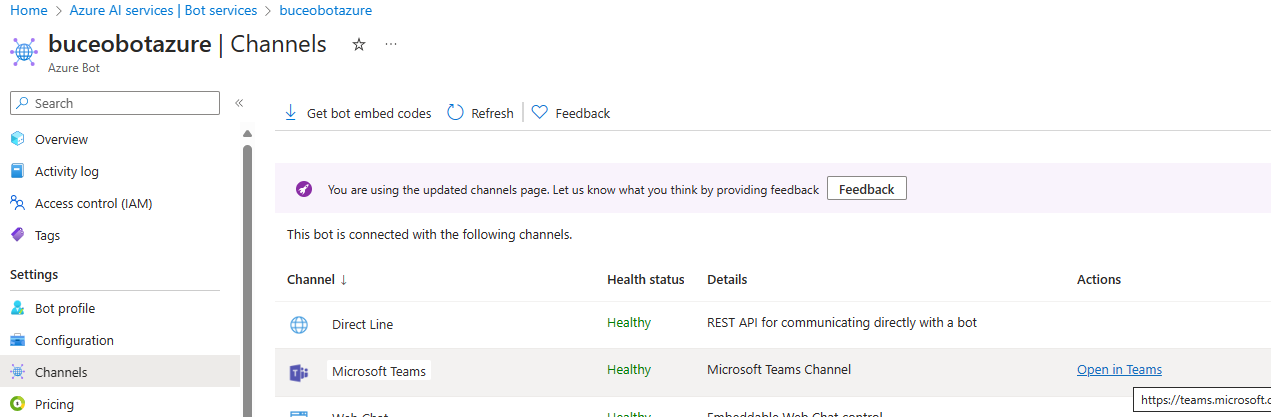 Home > Azure AI services | Bot services > buceobotazure
buceobotazure | Channels
Azure Bot
Search
Overview
Activity log
Access control (IAM)
Tags
Settings
Bot profile
Configuration
Channels
Pricing
Get bot embed codes Refresh Feedback
You are using the updated channels page. Let us know what you think by providing feedback Feedback
This bot is connected with the following channels.
Channel ↓ Health status Details Actions
Direct Line Healthy REST API for communicating directly with a bot
Microsoft Teams Healthy Microsoft Teams Channel Open in Teams
https://teams.microsoft.c
Web Chat Healthy Embeddable Web Chat control